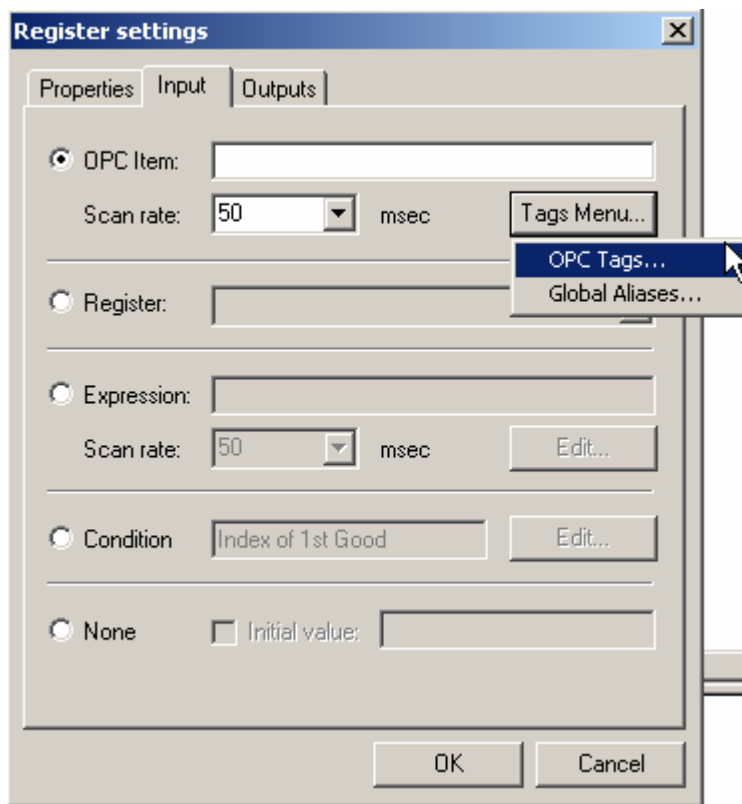 Register settings
Properties Input Outputs
OPC Item:
Scan rate: 50 msec Tags Menu...
OPC Tags...
Register: Global Aliases...
Expression:
Scan rate: 50 msec Edit...
Condition Index of 1st Good Edit...
None Initial value:
OK Cancel